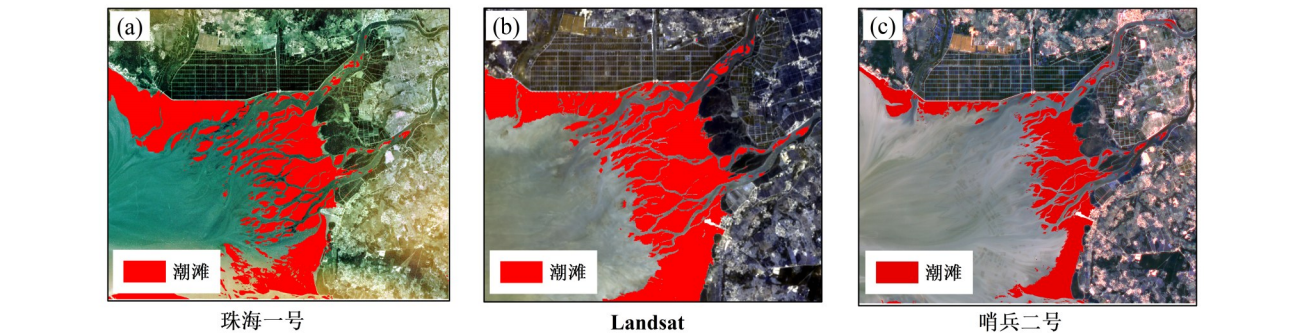 (a)
潮滩
珠海一号
(b)
潮滩
Landsat
(c)
潮滩
哨兵二号